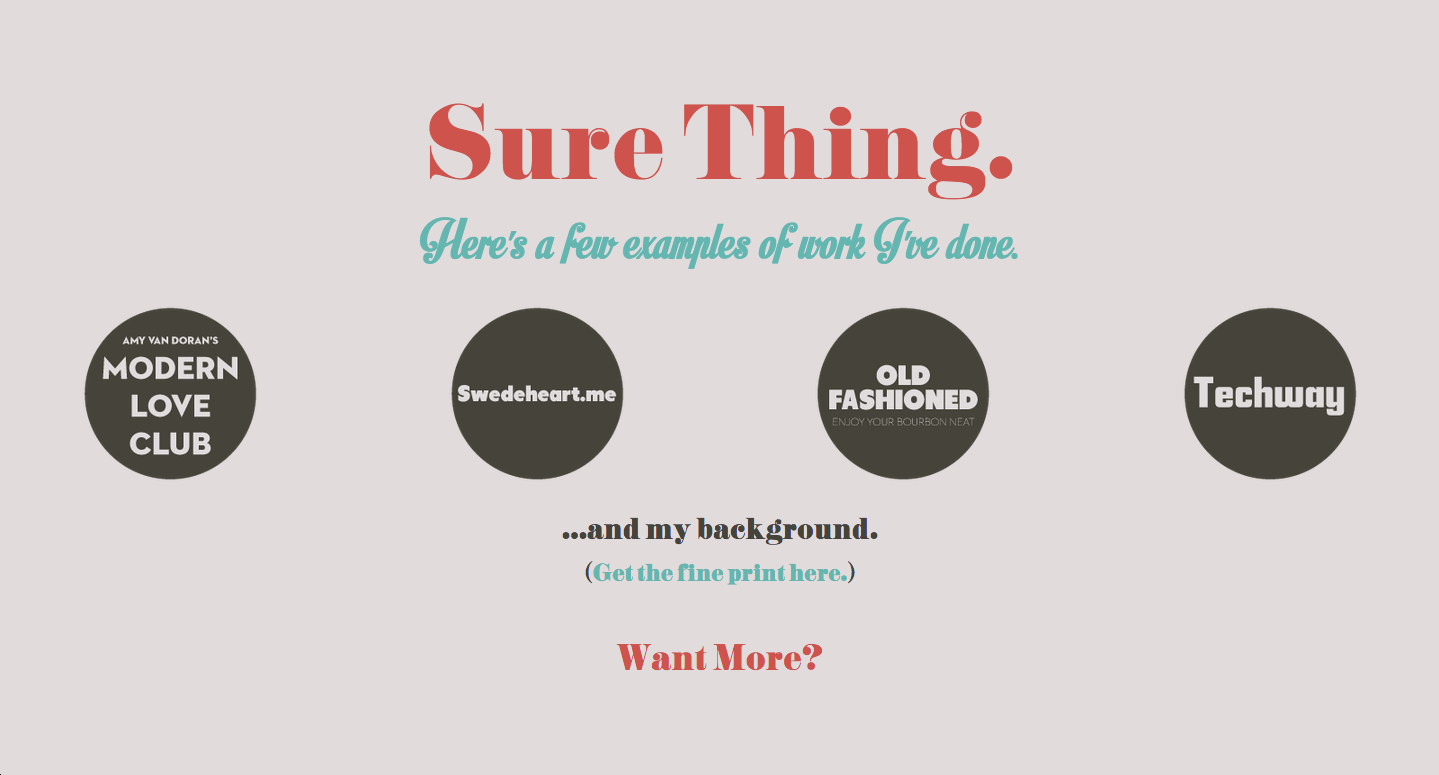 Sure Thing.
Here's a few examples of work I've done.
AMY VAN DORAN'S
MODERN
LOVE
CLUB
Swedeheart.me
OLD
FASHIONED
ENJOY YOUR BOURBON NEAT
Techway
...and my background.
(Get the fine print here.)
Want More?